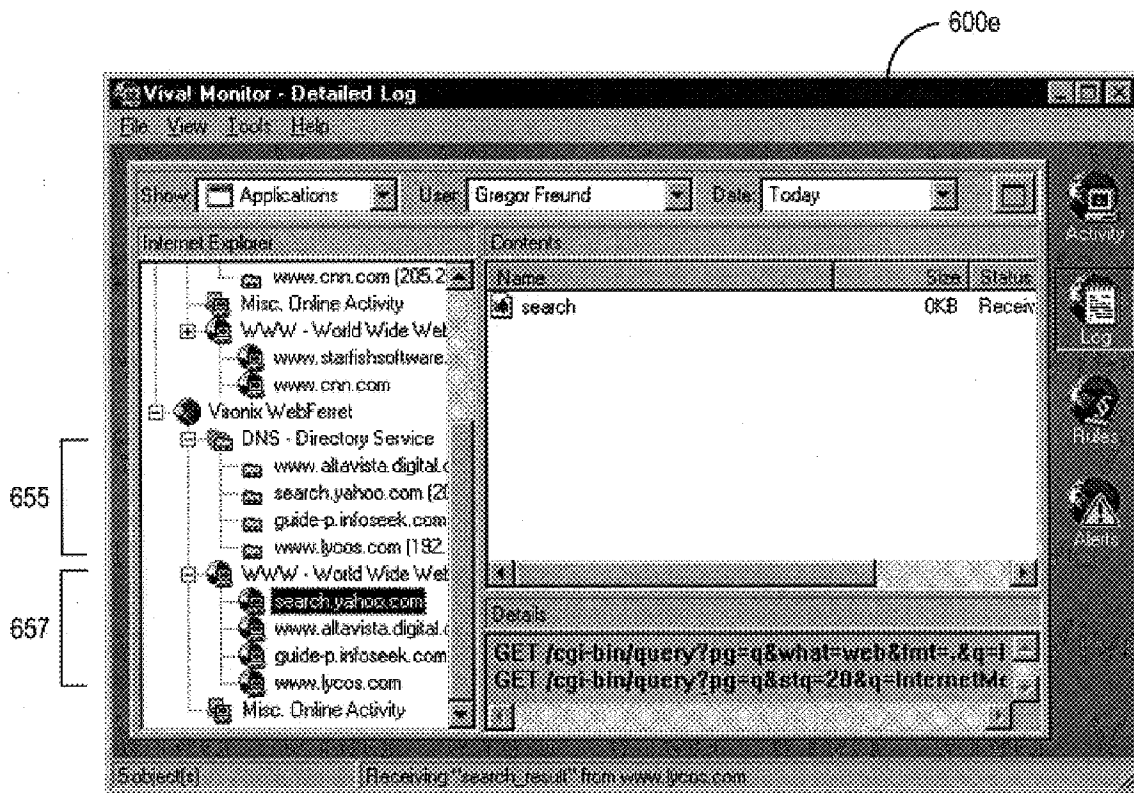 600e
Vival Monitor - Detailed Log
File View Tools Help
Show Applications User Gregor Freund Date Today
Internet Explorer
Contents
www.cnn.com (205.2
Misc. Online Activity
WWW - World Wide Web
www.starfishsoftware.
www.cnn.com
Vironix WebFerret
DNS - Directory Service
www.altavista.digital.c
search.yahoo.com (20
guide-p.infoseek.com
www.lycos.com (192.
WWW - World Wide Web
search.yahoo.com
www.altavista.digital.c
guide-p.infoseek.com
www.lycos.com
Misc. Online Activity
Name Size Status
search 0KB Receiv
Details
GET /cgi-bin/query?pg=q&what=web&fmt=.&q=I
GET /cgi-bin/query?pg=q&stq=20&q=InternetMe
Activity
Log
Rules
Alerts
655
657
5 object(s) Receiving "search_result" from www.lycos.com